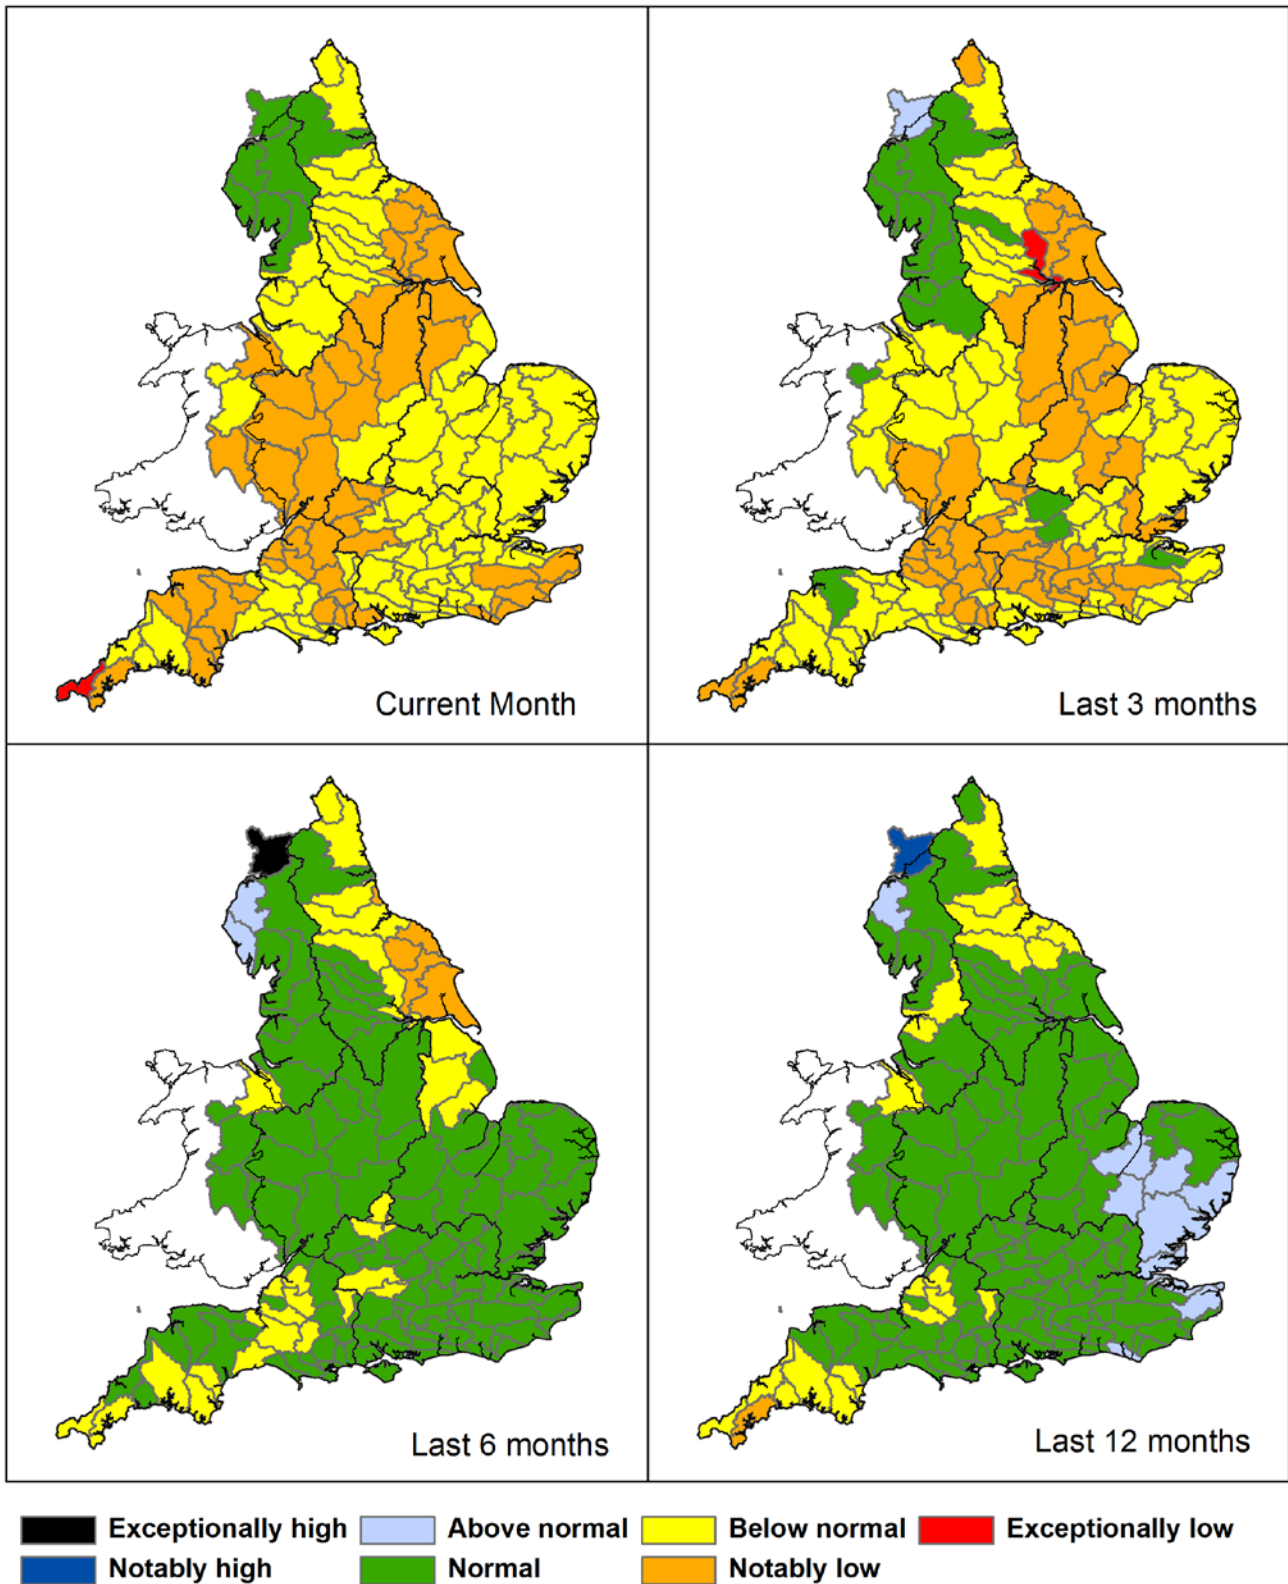 Current Month
Last 3 months
Last 6 months
Last 12 months
Exceptionally high
Above normal
Below normal
Exceptionally low
Notably high
Normal
Notably low